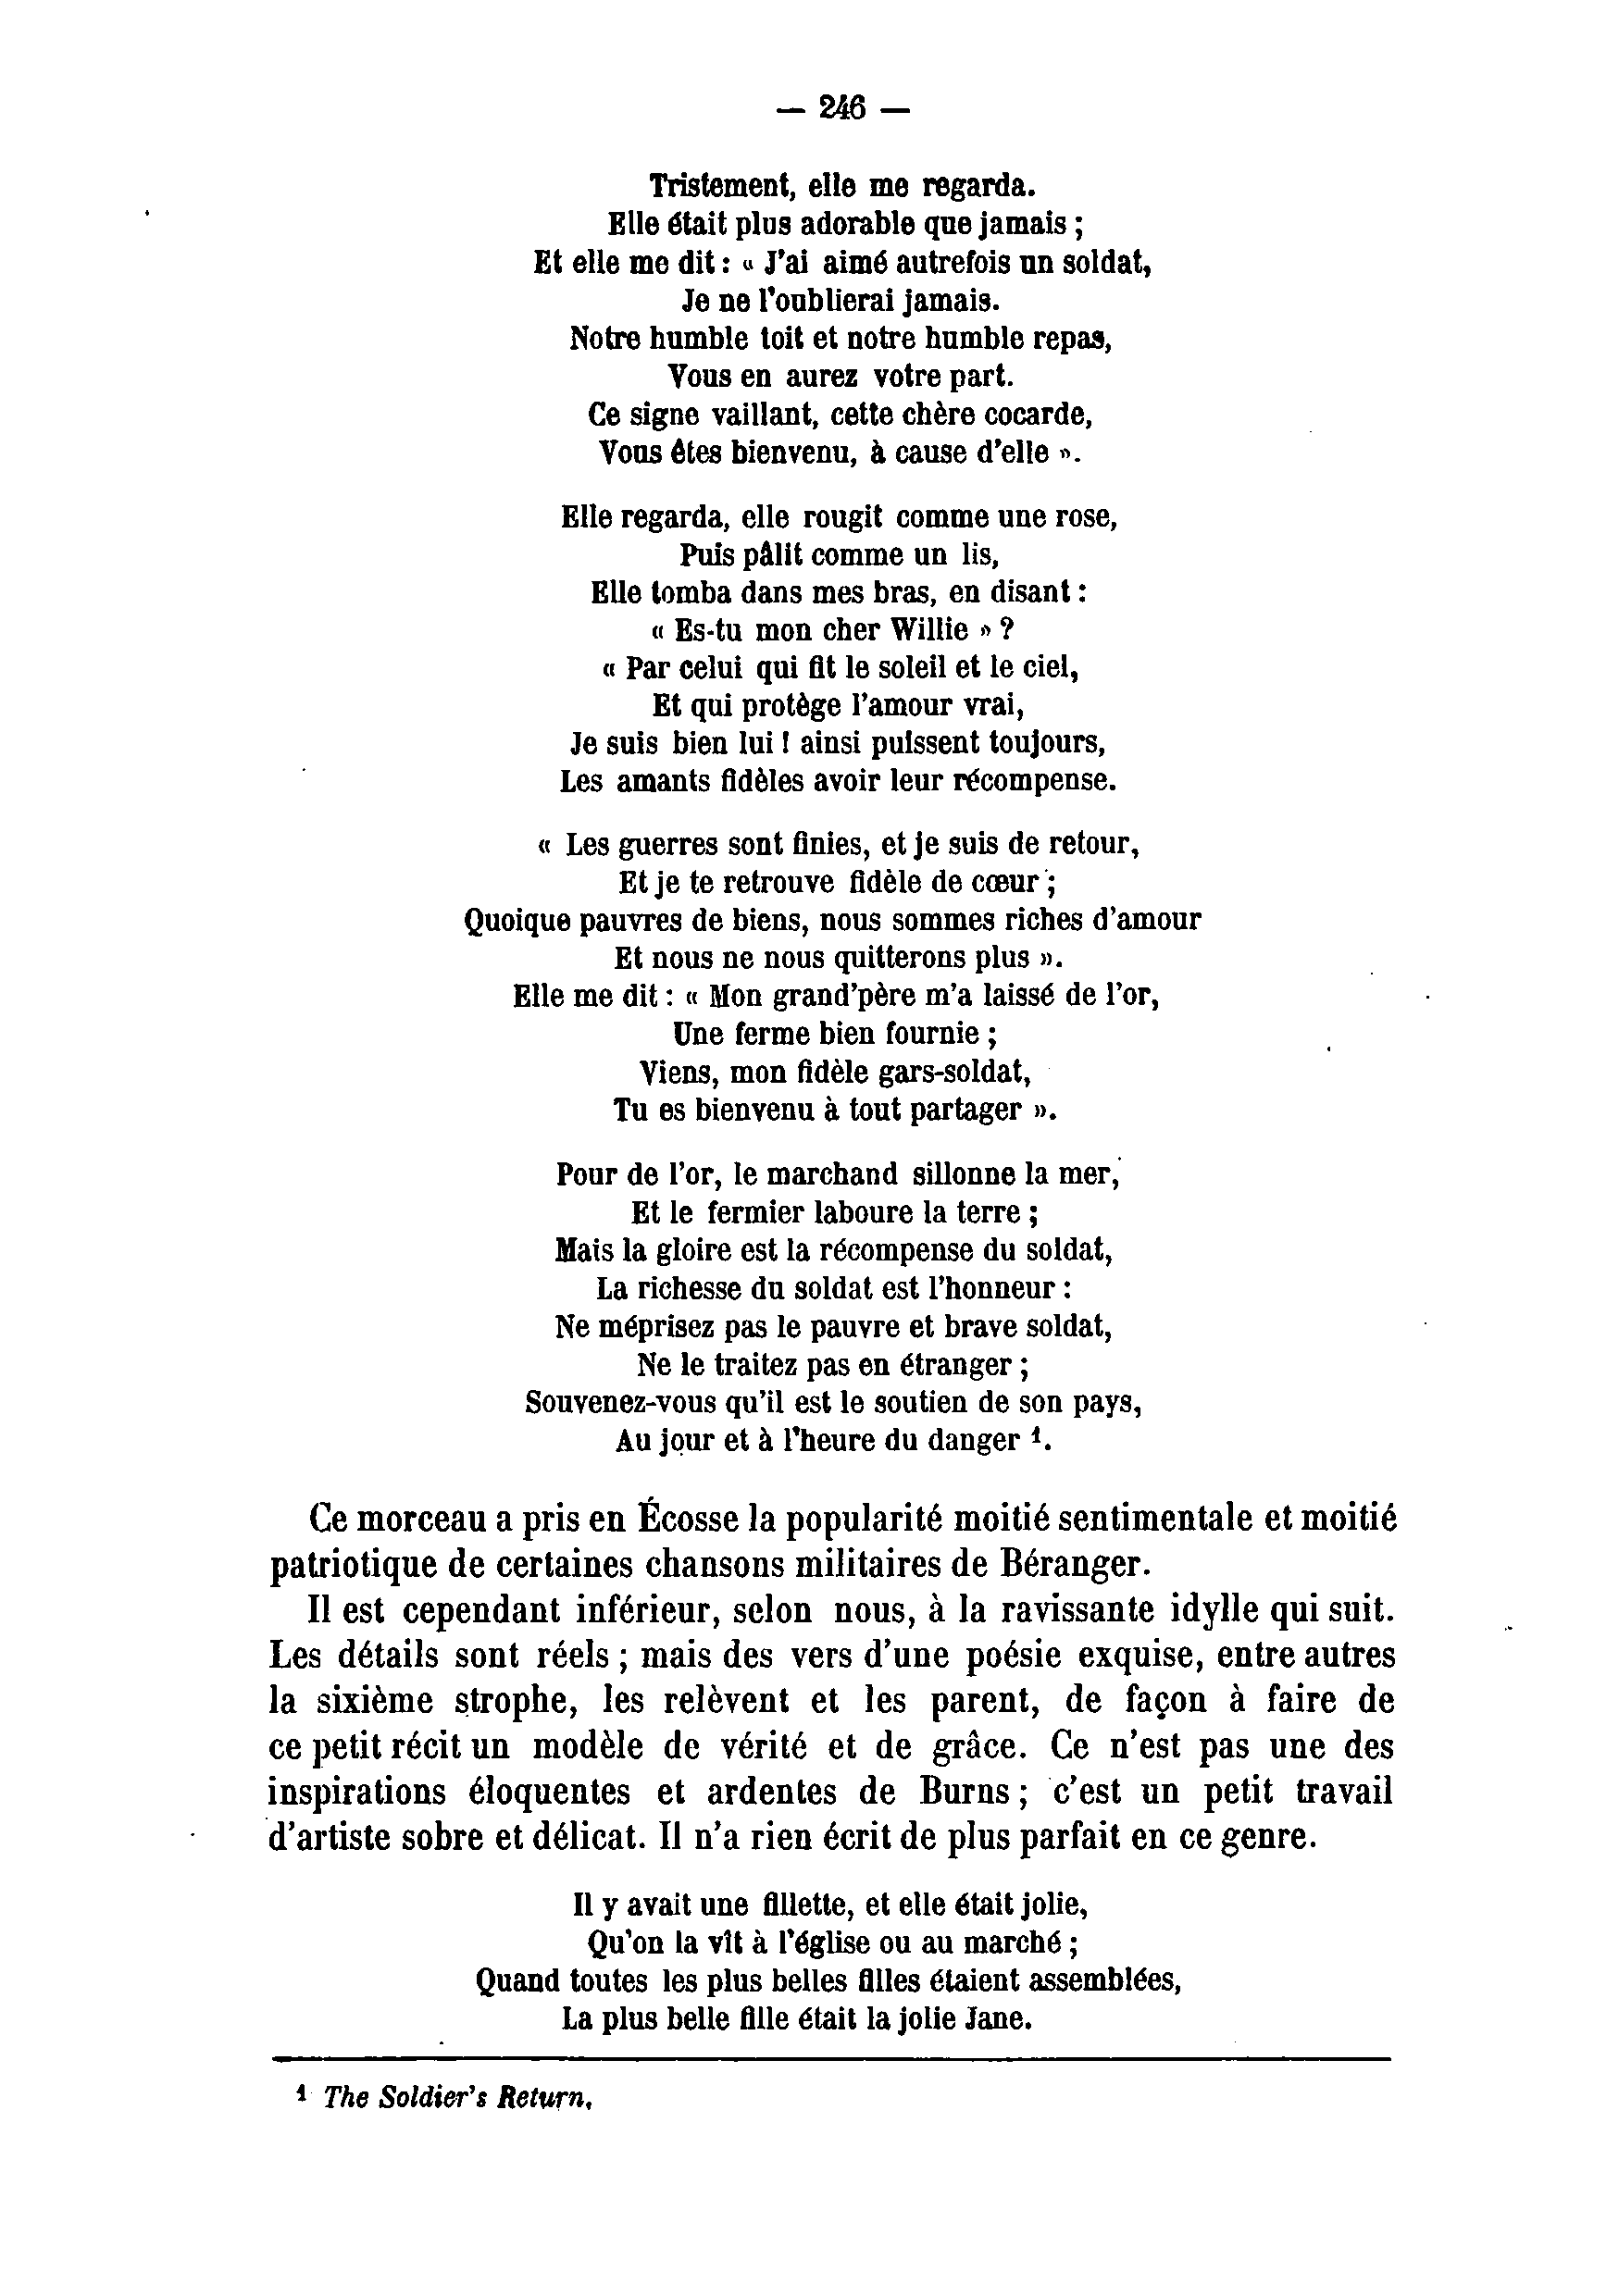 — 246 —
Tristement, elle me regarda.
Elle était plus adorable que jamais ;
Et elle me dit : « J'ai aimé autrefois un soldat,
Je ne l'oublierai jamais.
Notre humble toit et notre humble repas,
Vous en aurez votre part.
Ce signe vaillant, cette chère cocarde,
Vous êtes bienvenu, à cause d'elle ».
Elle regarda, elle rougit comme une rose,
Puis pâlit comme un lis,
Elle tomba dans mes bras, en disant :
« Es-tu mon cher Willie » ?
« Par celui qui fit le soleil et le ciel,
Et qui protège l'amour vrai,
Je suis bien lui ! ainsi puissent toujours,
Les amants fidèles avoir leur récompense.
« Les guerres sont finies, et je suis de retour,
Et je te retrouve fidèle de cœur ;
Quoique pauvres de biens, nous sommes riches d'amour
Et nous ne nous quitterons plus ».
Elle me dit : « Mon grand'père m'a laissé de l'or,
Une ferme bien fournie ;
Viens, mon fidèle gars-soldat,
Tu es bienvenu à tout partager ».
Pour de l'or, le marchand sillonne la mer,
Et le fermier laboure la terre ;
Mais la gloire est la récompense du soldat,
La richesse du soldat est l'honneur :
Ne méprisez pas le pauvre et brave soldat,
Ne le traitez pas en étranger ;
Souvenez-vous qu'il est le soutien de son pays,
Au jour et à l'heure du danger ¹.
Ce morceau a pris en Écosse la popularité moitié sentimentale et moitié
patriotique de certaines chansons militaires de Béranger.
Il est cependant inférieur, selon nous, à la ravissante idylle qui suit.
Les détails sont réels ; mais des vers d'une poésie exquise, entre autres
la sixième strophe, les relèvent et les parent, de façon à faire de
ce petit récit un modèle de vérité et de grâce. Ce n'est pas une des
inspirations éloquentes et ardentes de Burns ; c'est un petit travail
d'artiste sobre et délicat. Il n'a rien écrit de plus parfait en ce genre.
Il y avait une fillette, et elle était jolie,
Qu'on la vît à l'église ou au marché ;
Quand toutes les plus belles filles étaient assemblées,
La plus belle fille était la jolie Jane.
¹ The Soldier's Return.